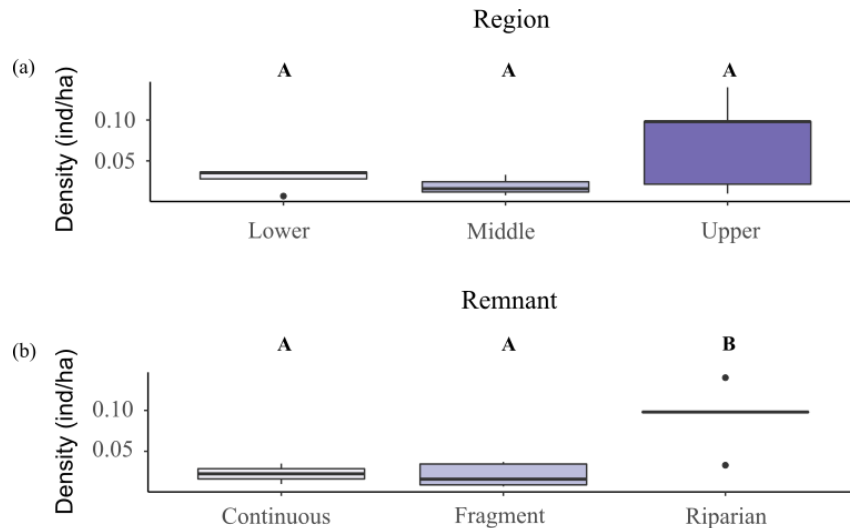 Region
(a)
A A A
Density (ind/ha)
0.10
0.05
Lower Middle Upper
Remnant
(b)
A A B
Density (ind/ha)
0.10
0.05
Continuous Fragment Riparian